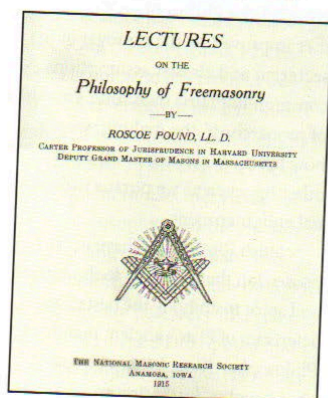 LECTURES
ON THE
Philosophy of Freemasonry
—BY—
ROSCOE POUND, LL. D.
CARTER PROFESSOR OF JURISPRUDENCE IN HARVARD UNIVERSITY
DEPUTY GRAND MASTER OF MASONS IN MASSACHUSETTS
THE NATIONAL MASONIC RESEARCH SOCIETY
ANAMOSA, IOWA
1915